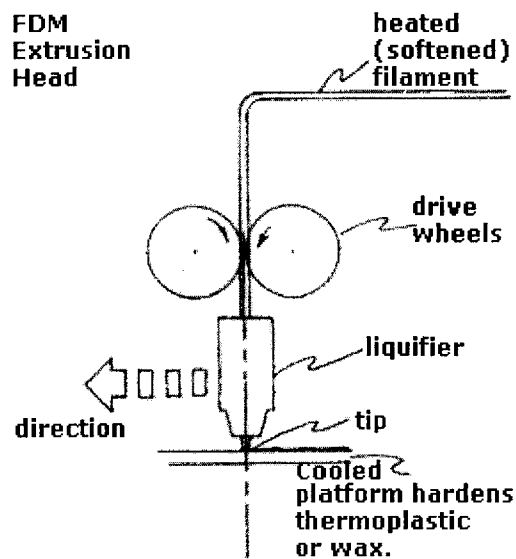 FDM
Extrusion
Head
heated
(softened)
filament
drive
wheels
liquifier
direction
tip
Cooled
platform hardens
thermoplastic
or wax.